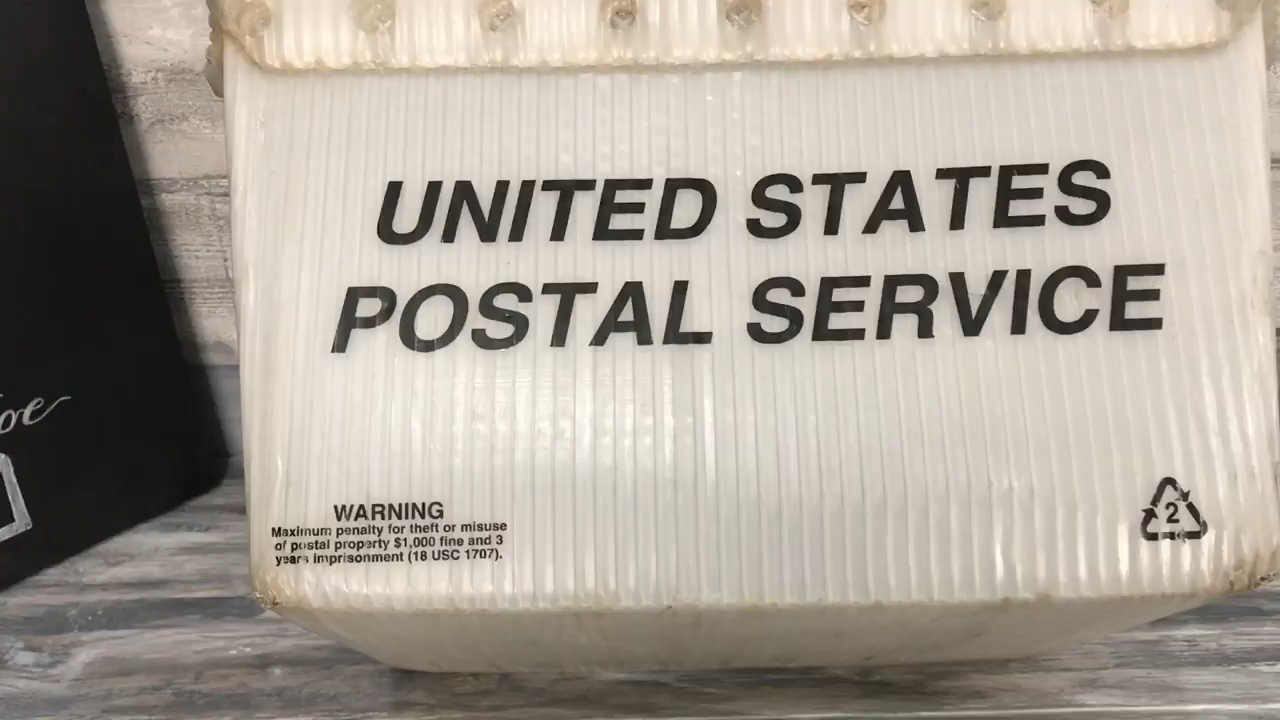 UNITED STATES
POSTAL SERVICE
WARNING
Maximum penalty for theft or misuse
of postal property $1,000 fine and 3
years imprisonment (18 USC 1707).
2